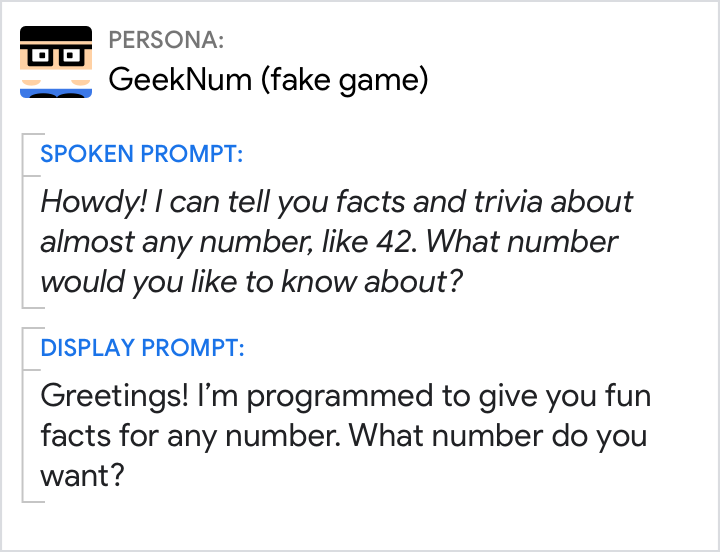 PERSONA:
GeekNum (fake game)
SPOKEN PROMPT:
Howdy! I can tell you facts and trivia about
almost any number, like 42. What number
would you like to know about?
DISPLAY PROMPT:
Greetings! I’m programmed to give you fun
facts for any number. What number do you
want?